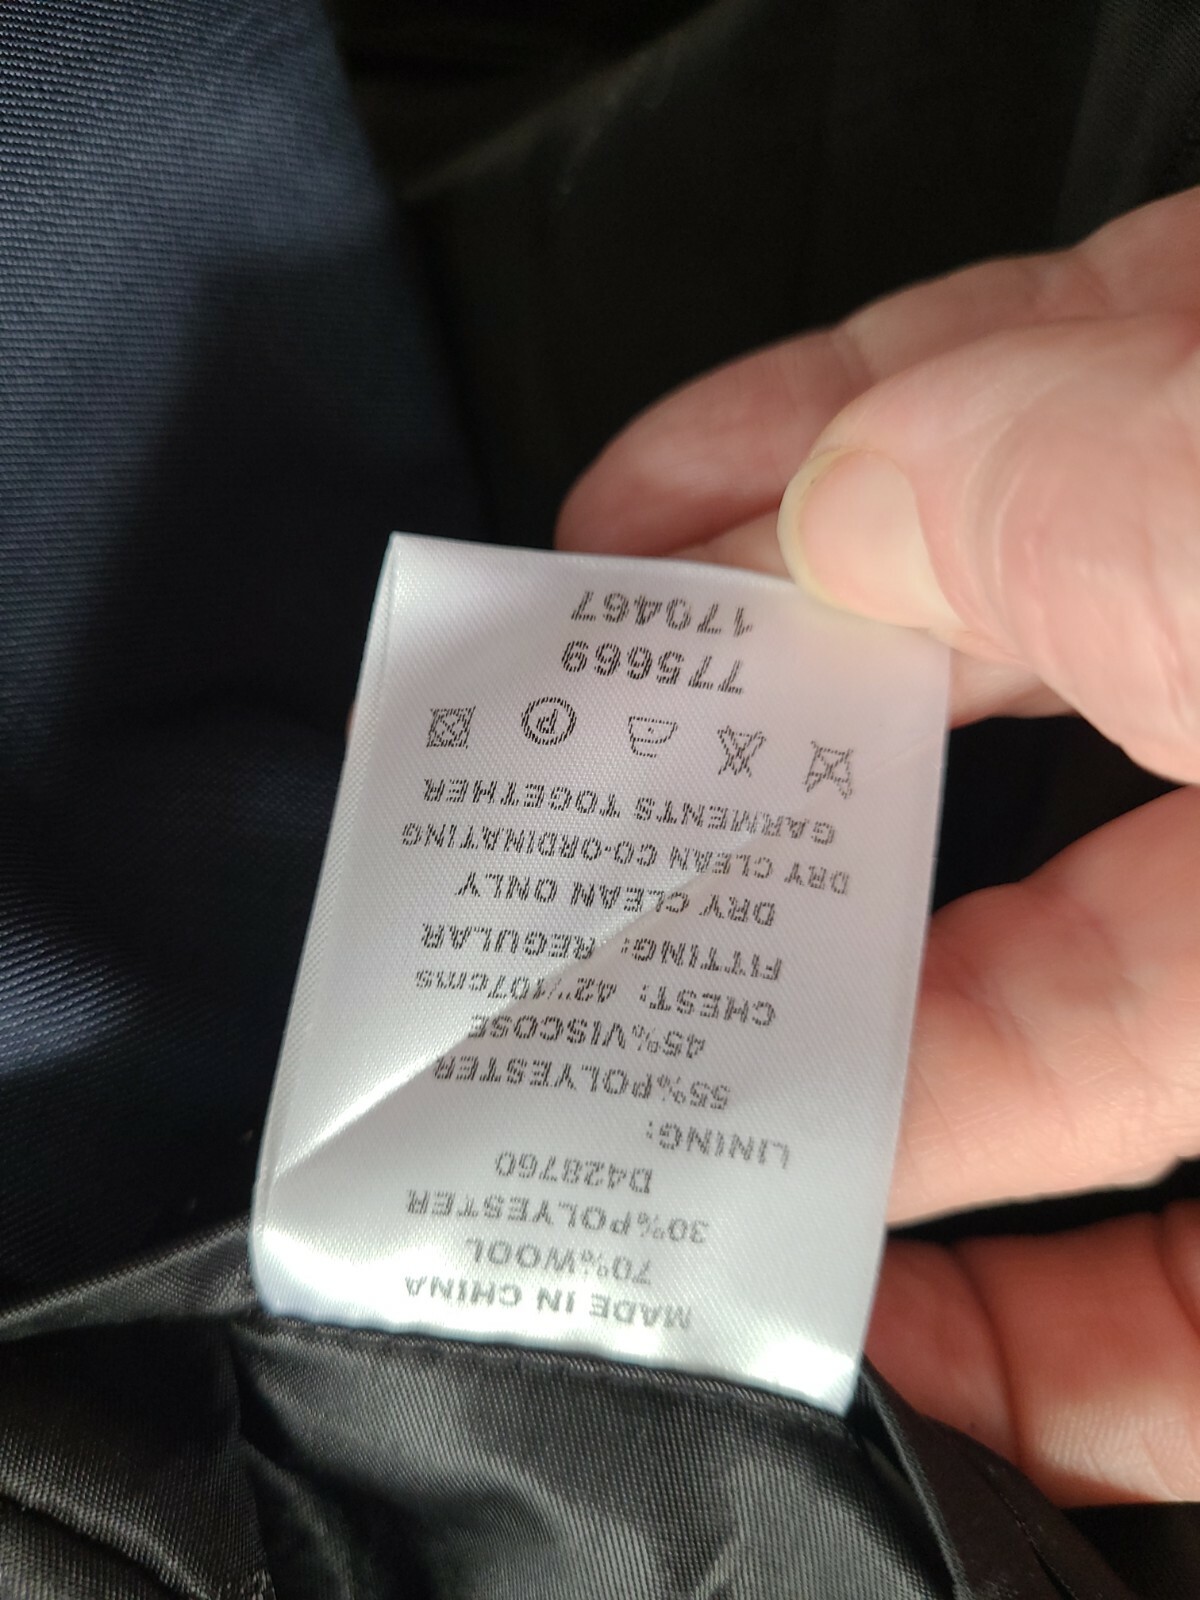 MADE IN CHINA
70%WOOL
30%POLYESTER
D428760
LINING:
55%POLYESTER
45%VISCOSE
CHEST: 42"/107cms
FITTING: REGULAR
DRY CLEAN ONLY
DRY CLEAN CO-ORDINATING
GARMENTS TOGETHER
P
775669
170467